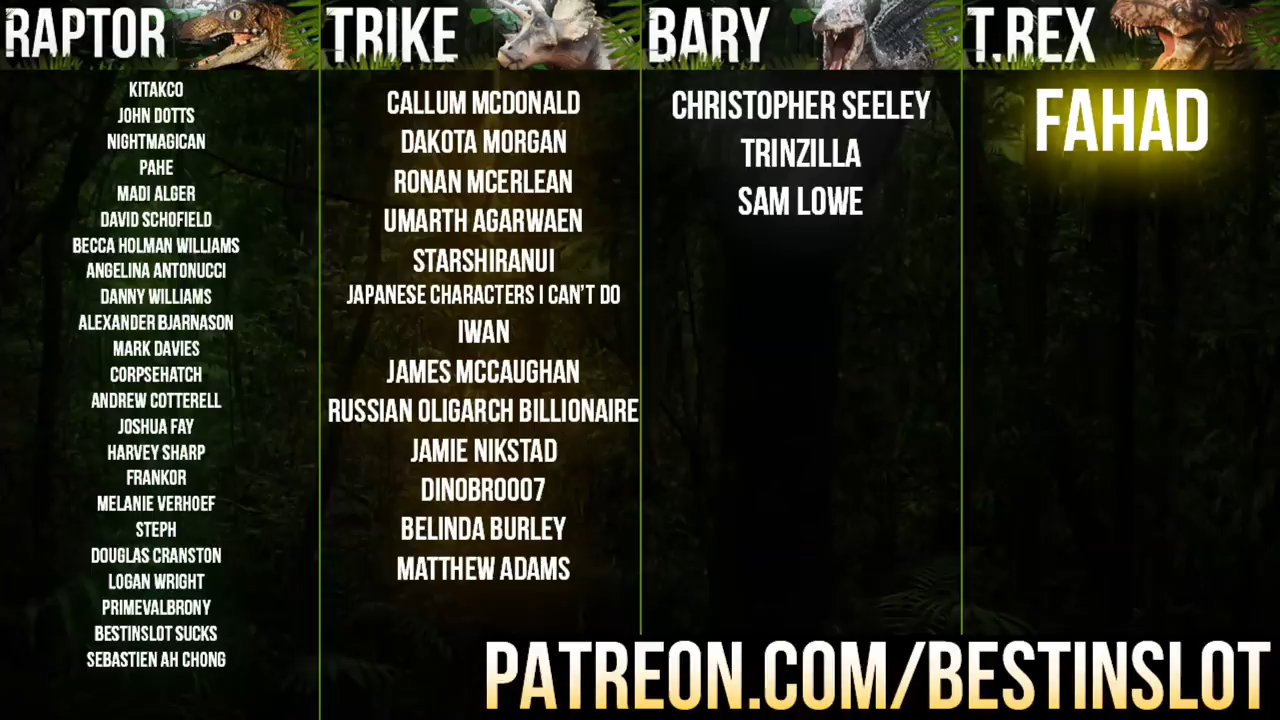 RAPTOR
KITAKCO
JOHN DOTTS
NIGHTMAGICAN
PAHE
MADI ALGER
DAVID SCHOFIELD
BECCA HOLMAN WILLIAMS
ANGELINA ANTONUCCI
DANNY WILLIAMS
ALEXANDER BJARNASON
MARK DAVIES
CORPSEHATCH
ANDREW COTTERELL
JOSHUA FAY
HARVEY SHARP
FRANKOR
MELANIE VERHOEF
STEPH
DOUGLAS CRANSTON
LOGAN WRIGHT
PRIMEVALBRONY
BESTINSLOT SUCKS
SEBASTIEN AH CHONG
TRIKE
CALLUM MCDONALD
DAKOTA MORGAN
RONAN MCERLEAN
UMARTH AGARWAEN
STARSHIRANUI
JAPANESE CHARACTERS I CAN'T DO
IWAN
JAMES MCCAUGHAN
RUSSIAN OLIGARCH BILLIONAIRE
JAMIE NIKSTAD
DINOBRO007
BELINDA BURLEY
MATTHEW ADAMS
BARY
CHRISTOPHER SEELEY
TRINZILLA
SAM LOWE
T.REX
FAHAD
PATREON.COM/BESTINSLOT